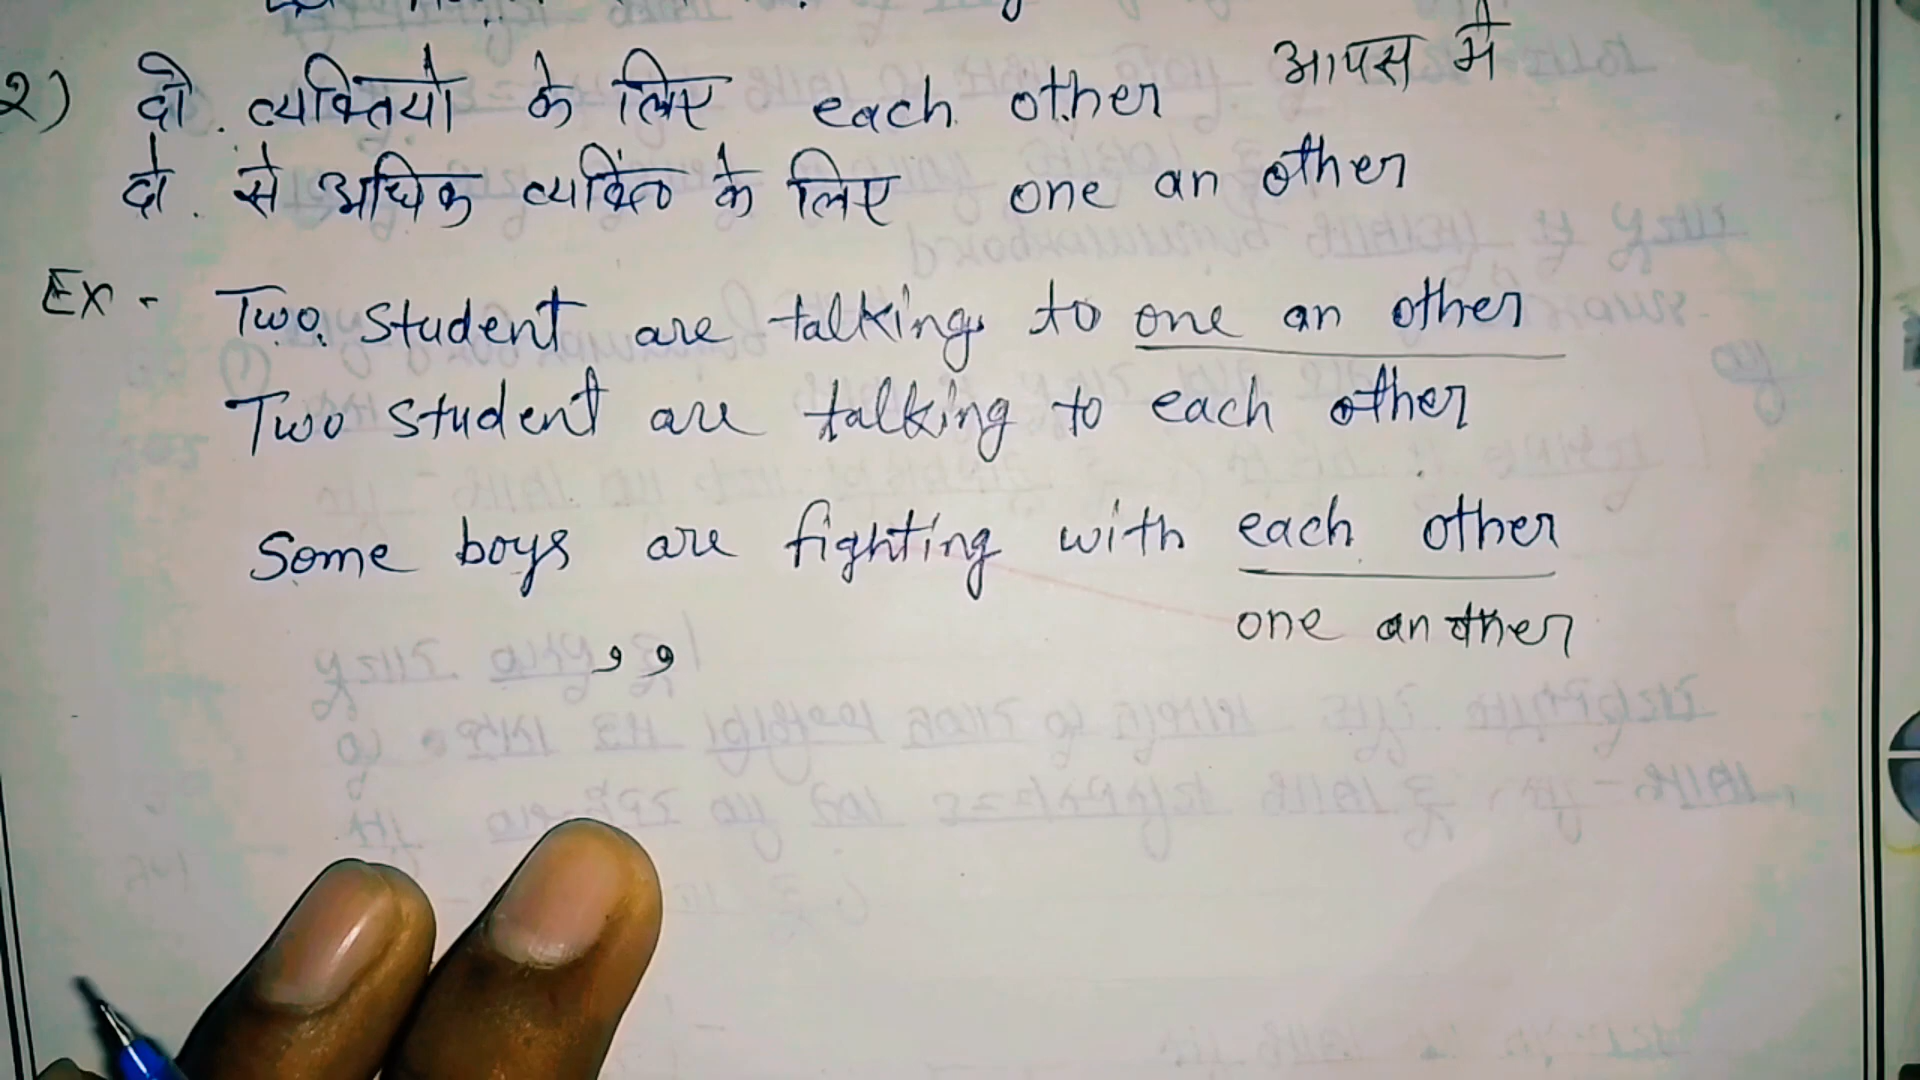 २) दो व्यक्तियो के लिए each other आपस मे
दो से अधिक व्यक्ति के लिए one an other
Ex - Two student are talking to one an other
Two student are talking to each other
Some boys are fighting with each other
,, one another